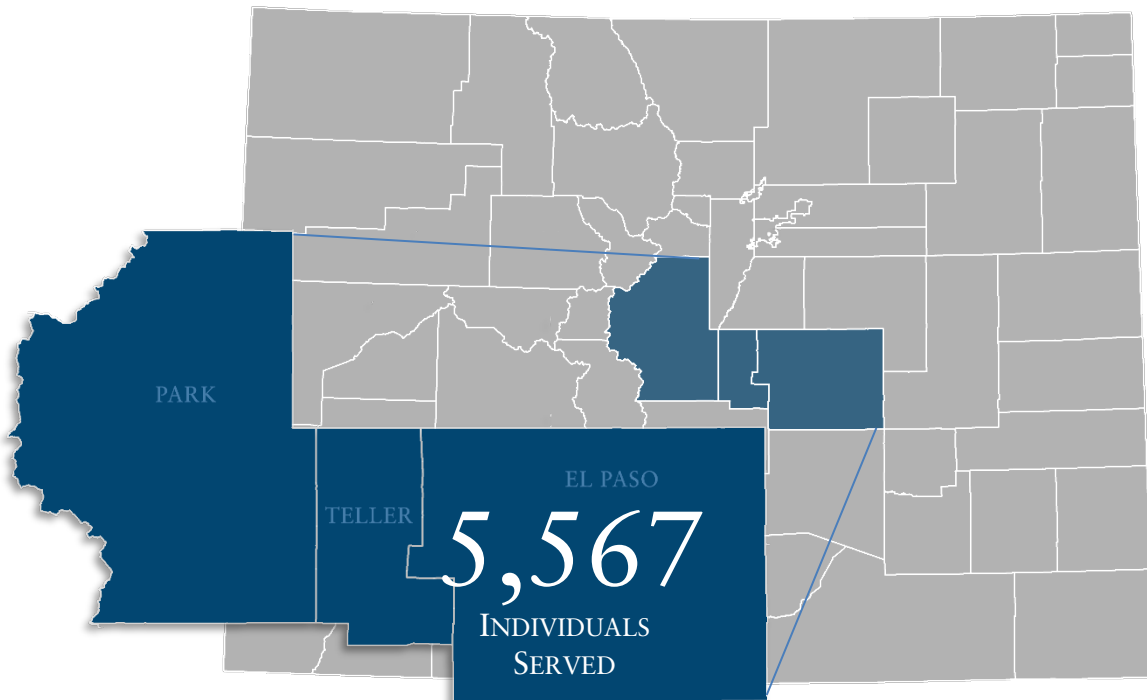 PARK
EL PASO
TELLER
5,567
INDIVIDUALS
SERVED